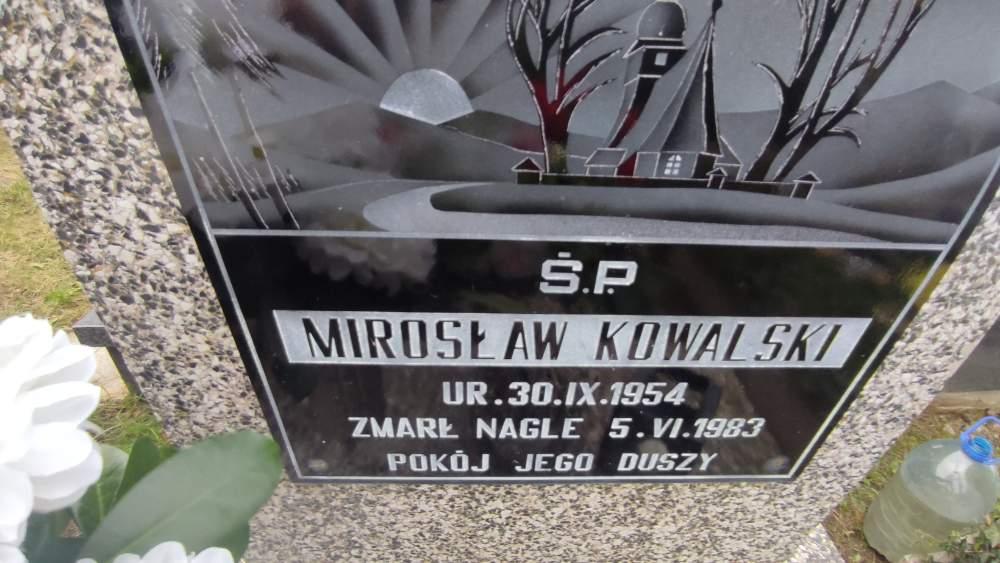 Ś.P.
MIROSŁAW KOWALSKI
UR. 30.IX.1954
ZMARŁ NAGLE 5.VI.1983
POKÓJ JEGO DUSZY